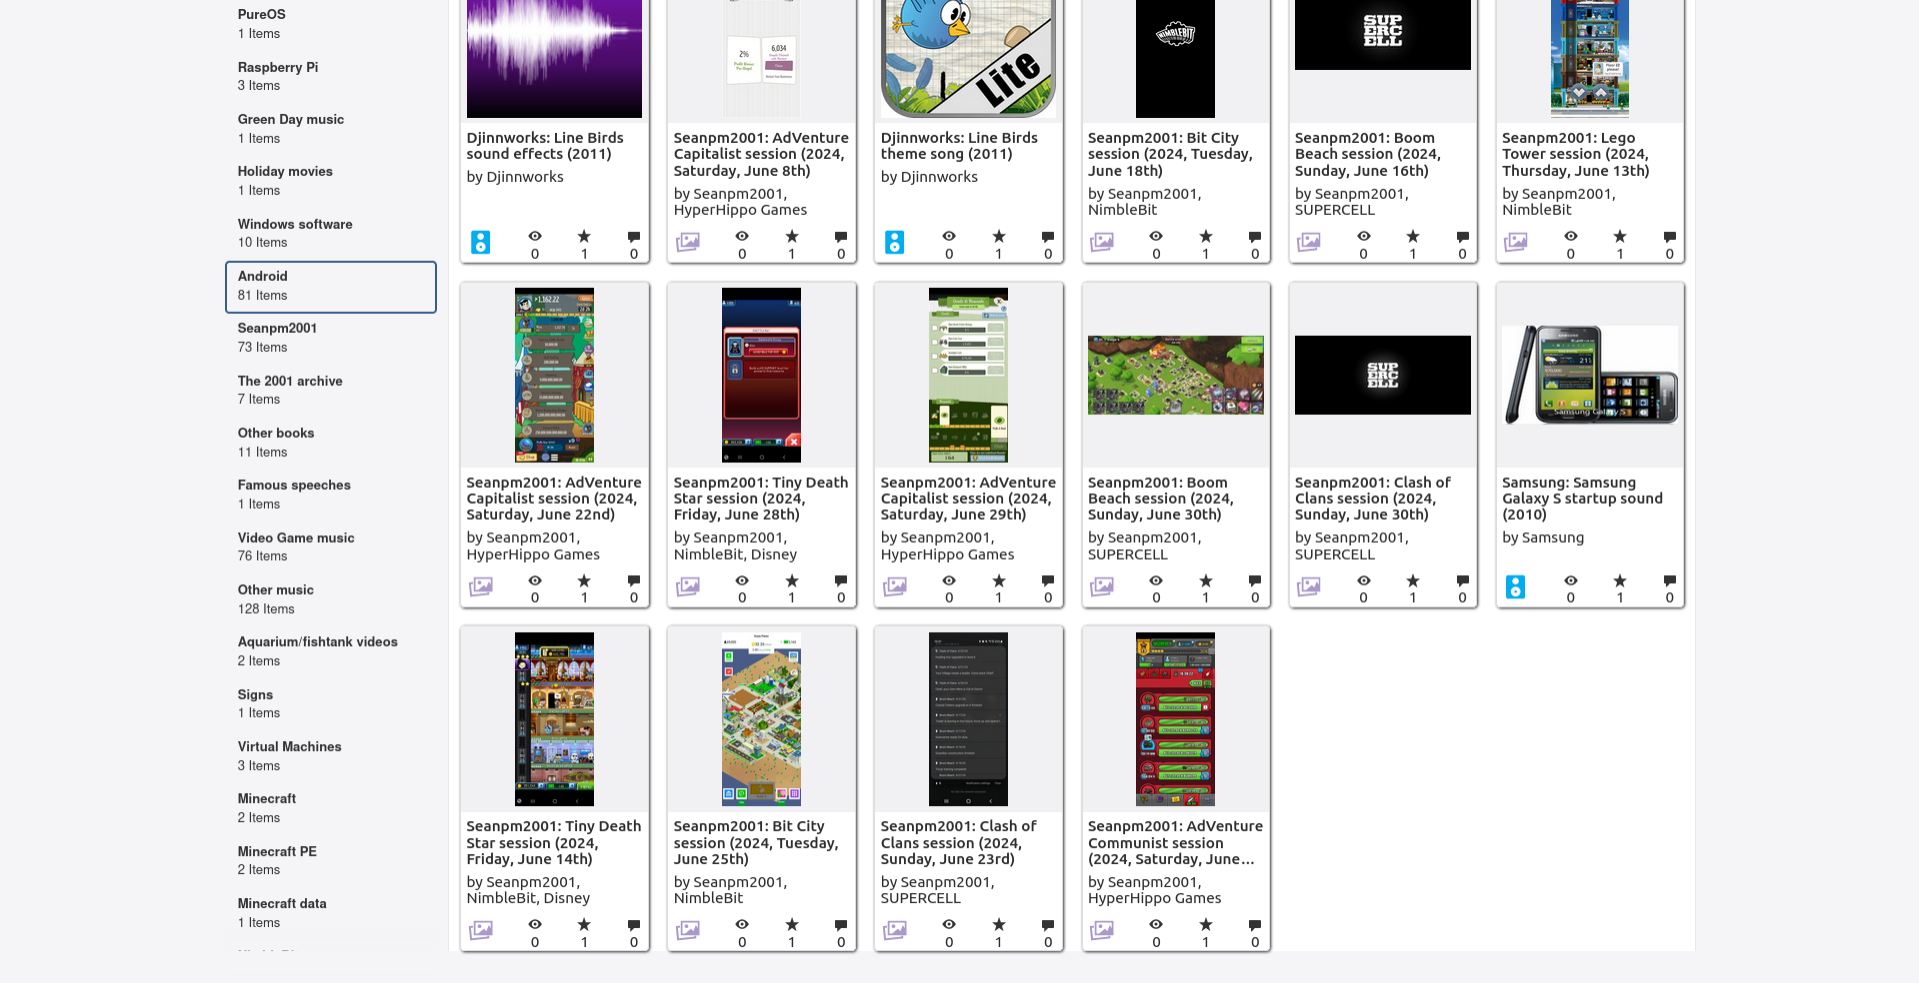 PureOS
1 Items
Raspberry Pi
3 Items
Green Day music
1 Items
Holiday movies
1 Items
Windows software
10 Items
Android
81 Items
Seanpm2001
73 Items
The 2001 archive
7 Items
Other books
11 Items
Famous speeches
1 Items
Video Game music
76 Items
Other music
128 Items
Aquarium/fishtank videos
2 Items
Signs
1 Items
Virtual Machines
3 Items
Minecraft
2 Items
Minecraft PE
2 Items
Minecraft data
1 Items
Djinnworks: Line Birds
sound effects (2011)
by Djinnworks
0 1 0
2%
6,034
Seanpm2001: AdVenture
Capitalist session (2024,
Saturday, June 8th)
by Seanpm2001,
HyperHippo Games
0 1 0
Lite
Djinnworks: Line Birds
theme song (2011)
by Djinnworks
0 1 0
NIMBLEBIT
Seanpm2001: Bit City
session (2024, Tuesday,
June 18th)
by Seanpm2001,
NimbleBit
0 1 0
SUP
ERC
ELL
Seanpm2001: Boom
Beach session (2024,
Sunday, June 16th)
by Seanpm2001,
SUPERCELL
0 1 0
Seanpm2001: Lego
Tower session (2024,
Thursday, June 13th)
by Seanpm2001,
NimbleBit
0 1 0
1,162.22
Seanpm2001: AdVenture
Capitalist session (2024,
Saturday, June 22nd)
by Seanpm2001,
HyperHippo Games
0 1 0
Seanpm2001: Tiny Death
Star session (2024,
Friday, June 28th)
by Seanpm2001,
NimbleBit, Disney
0 1 0
Seanpm2001: AdVenture
Capitalist session (2024,
Saturday, June 29th)
by Seanpm2001,
HyperHippo Games
0 1 0
Seanpm2001: Boom
Beach session (2024,
Sunday, June 30th)
by Seanpm2001,
SUPERCELL
0 1 0
SUP
ERC
ELL
Seanpm2001: Clash of
Clans session (2024,
Sunday, June 30th)
by Seanpm2001,
SUPERCELL
0 1 0
SAMSUNG
Samsung Galaxy S
Samsung: Samsung
Galaxy S startup sound
(2010)
by Samsung
0 1 0
Seanpm2001: Tiny Death
Star session (2024,
Friday, June 14th)
by Seanpm2001,
NimbleBit, Disney
0 1 0
Seanpm2001: Bit City
session (2024, Tuesday,
June 25th)
by Seanpm2001,
NimbleBit
0 1 0
Seanpm2001: Clash of
Clans session (2024,
Sunday, June 23rd)
by Seanpm2001,
SUPERCELL
0 1 0
Seanpm2001: AdVenture
Communist session
(2024, Saturday, June...
by Seanpm2001,
HyperHippo Games
0 1 0